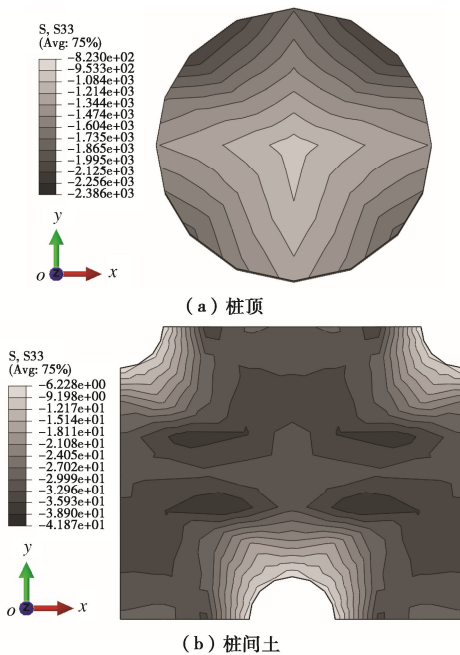 S, S33
(Avg: 75%)
-8.230e+02
-9.533e+02
-1.084e+03
-1.214e+03
-1.344e+03
-1.474e+03
-1.604e+03
-1.735e+03
-1.865e+03
-1.995e+03
-2.125e+03
-2.256e+03
-2.386e+03
y
o
z
x
(a)桩顶
S, S33
(Avg: 75%)
-6.228e+00
-9.198e+00
-1.217e+01
-1.514e+01
-1.811e+01
-2.108e+01
-2.405e+01
-2.702e+01
-2.999e+01
-3.296e+01
-3.593e+01
-3.890e+01
-4.187e+01
y
o
z
x
(b)桩间土